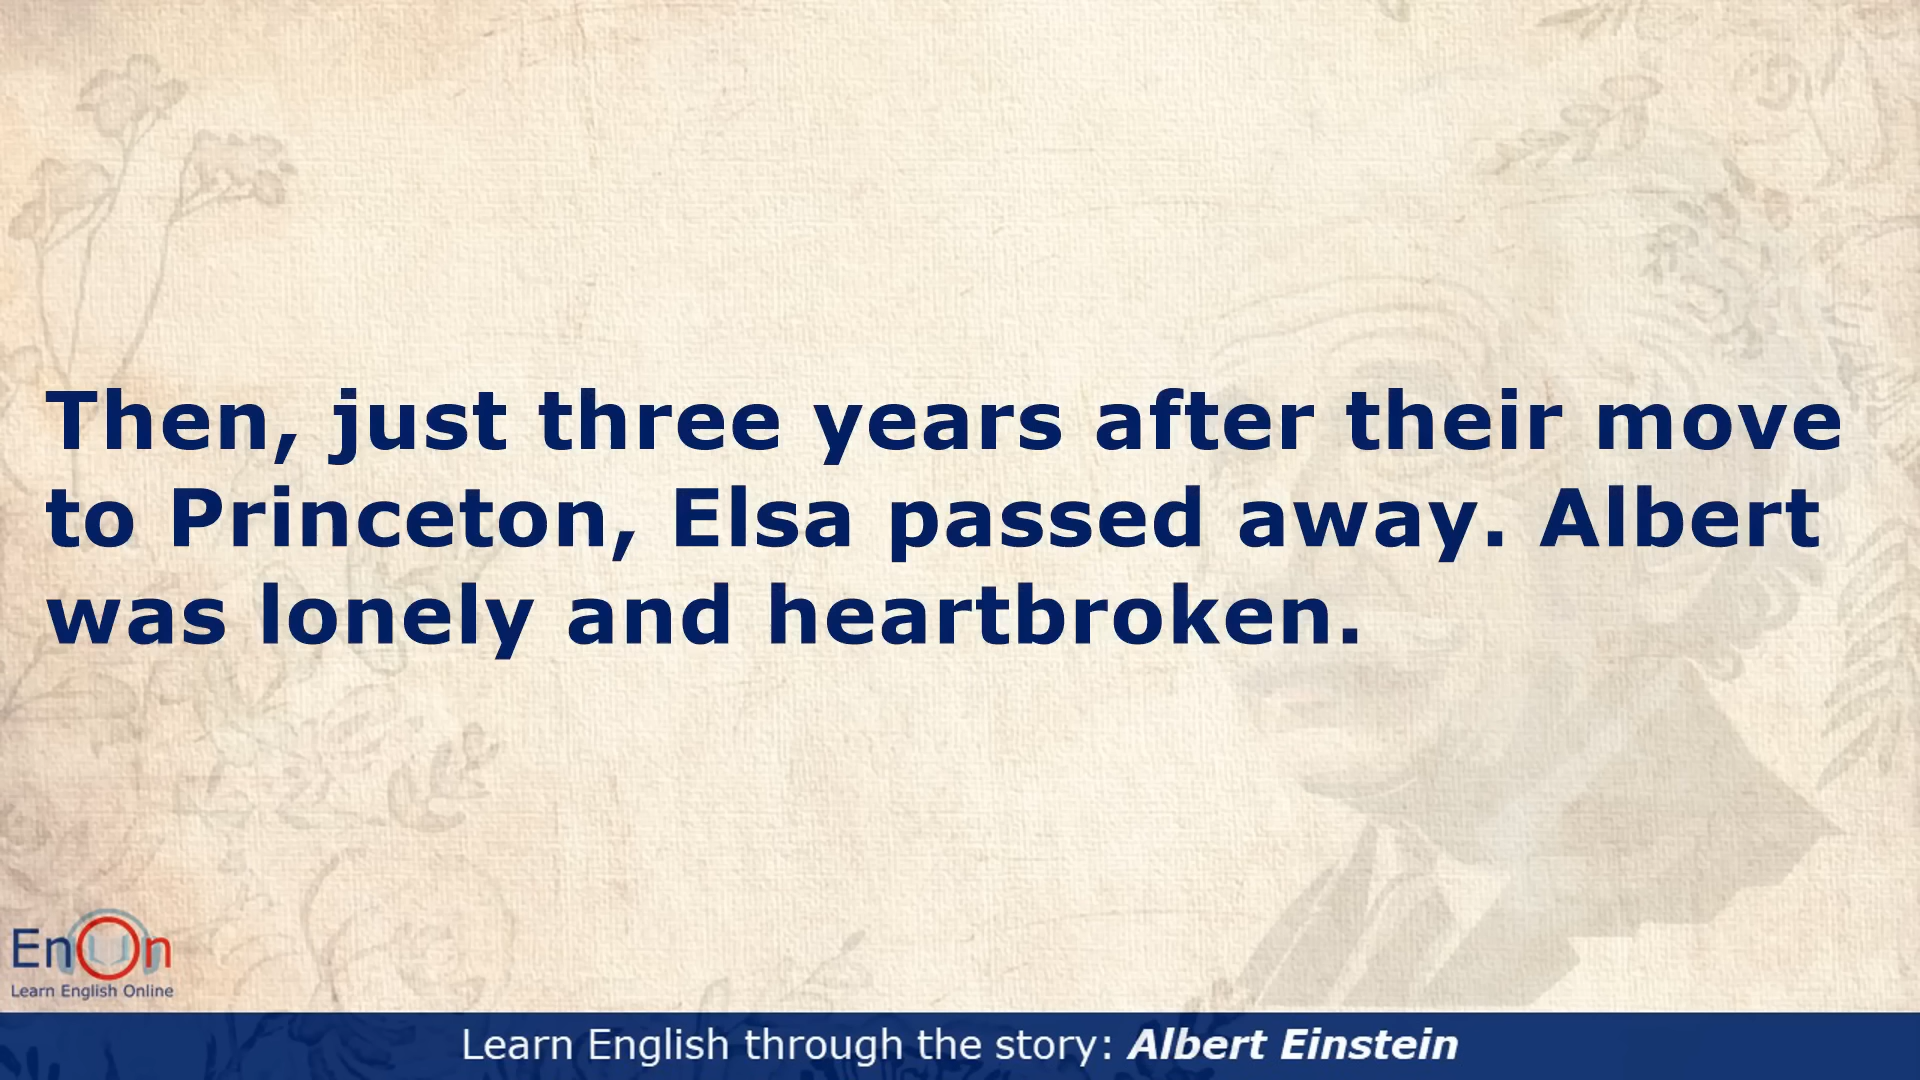 Then, just three years after their move
to Princeton, Elsa passed away. Albert
was lonely and heartbroken.
EnOn
Learn English Online
Learn English through the story: Albert Einstein